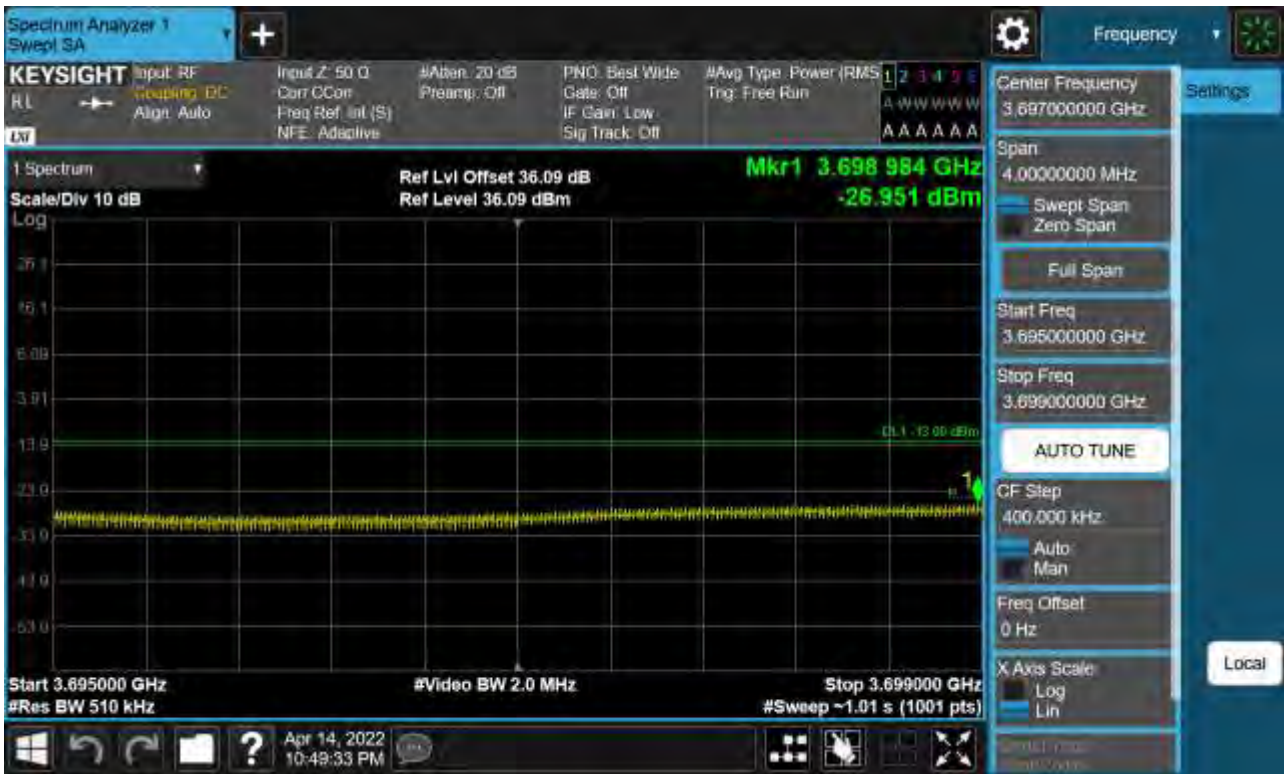 Spectrum Analyzer 1
Swept SA
Frequency
KEYSIGHT
Input: RF
Coupling: DC
Align: Auto
RL
LXI
Input Z: 50 Ω
Corr CCorr
Freq Ref: Int (S)
NFE: Adaptive
#Atten: 20 dB
Preamp: Off
PNO: Best Wide
Gate: Off
IF Gain: Low
Sig Track: Off
#Avg Type: Power (RMS
Trig: Free Run
1 2 3 4 5 6
A W W W W W
A A A A A A
1 Spectrum
Scale/Div 10 dB
Log
Ref Lvl Offset 36.09 dB
Ref Level 36.09 dBm
Mkr1 3.698 984 GHz
-26.951 dBm
26.1
16.1
6.09
-3.91
-13.9
DL1 -13.00 dBm
1
-23.9
-33.9
-43.9
-53.9
Start 3.695000 GHz
#Res BW 510 kHz
#Video BW 2.0 MHz
Stop 3.699000 GHz
#Sweep ~1.01 s (1001 pts)
Center Frequency
3.697000000 GHz
Settings
Span
4.00000000 MHz
Swept Span
Zero Span
Full Span
Start Freq
3.695000000 GHz
Stop Freq
3.699000000 GHz
AUTO TUNE
CF Step
400.000 kHz
Auto
Man
Freq Offset
0 Hz
X Axis Scale
Log
Lin
Local
?
Apr 14, 2022
10:49:33 PM